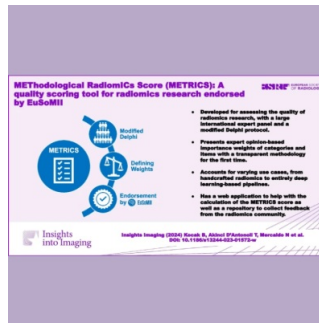 METhodological RadiomICs Score (METRICS): A
quality scoring tool for radiomics research endorsed
by EuSoMII
ESR
METRICS
Modified
Delphi
Defining
Weights
Endorsement
by EuSoMII
• Developed for assessing the quality of
radiomics research, with a large
international expert panel and a
modified Delphi protocol.
• Presents expert opinion-based
importance weights of categories and
items with a transparent methodology
for the first time.
• Accounts for varying use cases, from
handcrafted radiomics to entirely deep
learning-based pipelines.
• Has a web application to help with the
calculation of the METRICS score as
well as a repository to collect feedback
from the radiomics community.
Insights
into Imaging
Insights Imaging (2024) Kocak B, Akinci D'Antonoli T, Mercaldo N et al.
DOI: 10.1186/s13244-023-01572-w